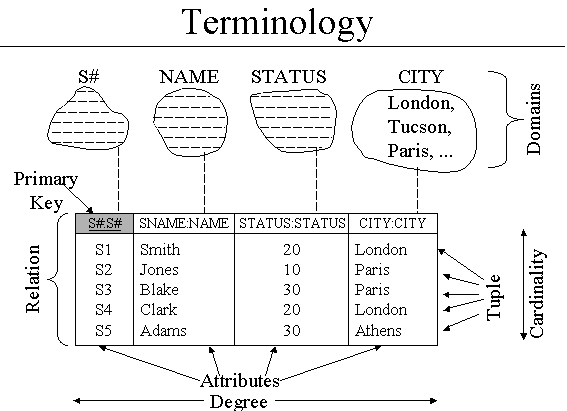 Terminology
S# NAME STATUS CITY
London,
Tucson,
Paris, ...
Domains
Primary
Key
S#:S# SNAME:NAME STATUS:STATUS CITY:CITY
S1 Smith 20 London
S2 Jones 10 Paris
S3 Blake 30 Paris
S4 Clark 20 London
S5 Adams 30 Athens
Relation
Tuple
Cardinality
Attributes
Degree